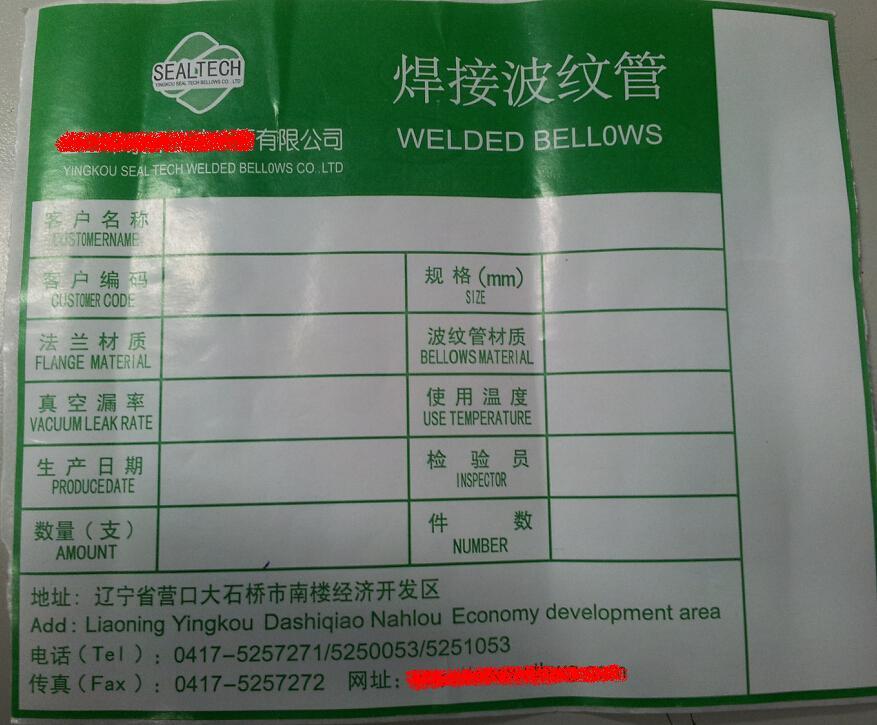 SEALTECH
YINGKOU SEAL TECH BELLOWS CO., LTD
焊接波纹管
WELDED BELLOWS
有限公司
YINGKOU SEAL TECH WELDED BELLOWS CO.,LTD
客户名称
CUSTOMERNAME
客户编码
CUSTOMER CODE
规格(mm)
SIZE
法兰材质
FLANGE MATERIAL
波纹管材质
BELLOWS MATERIAL
真空漏率
VACUUM LEAK RATE
使用温度
USE TEMPERATURE
生产日期
PRODUCEDATE
检验员
INSPECTOR
数量(支)
AMOUNT
件数
NUMBER
地址: 辽宁省营口大石桥市南楼经济开发区
Add: Liaoning Yingkou Dashiqiao Nahlou Economy development area
电话(Tel): 0417-5257271/5250053/5251053
传真(Fax): 0417-5257272 网址: